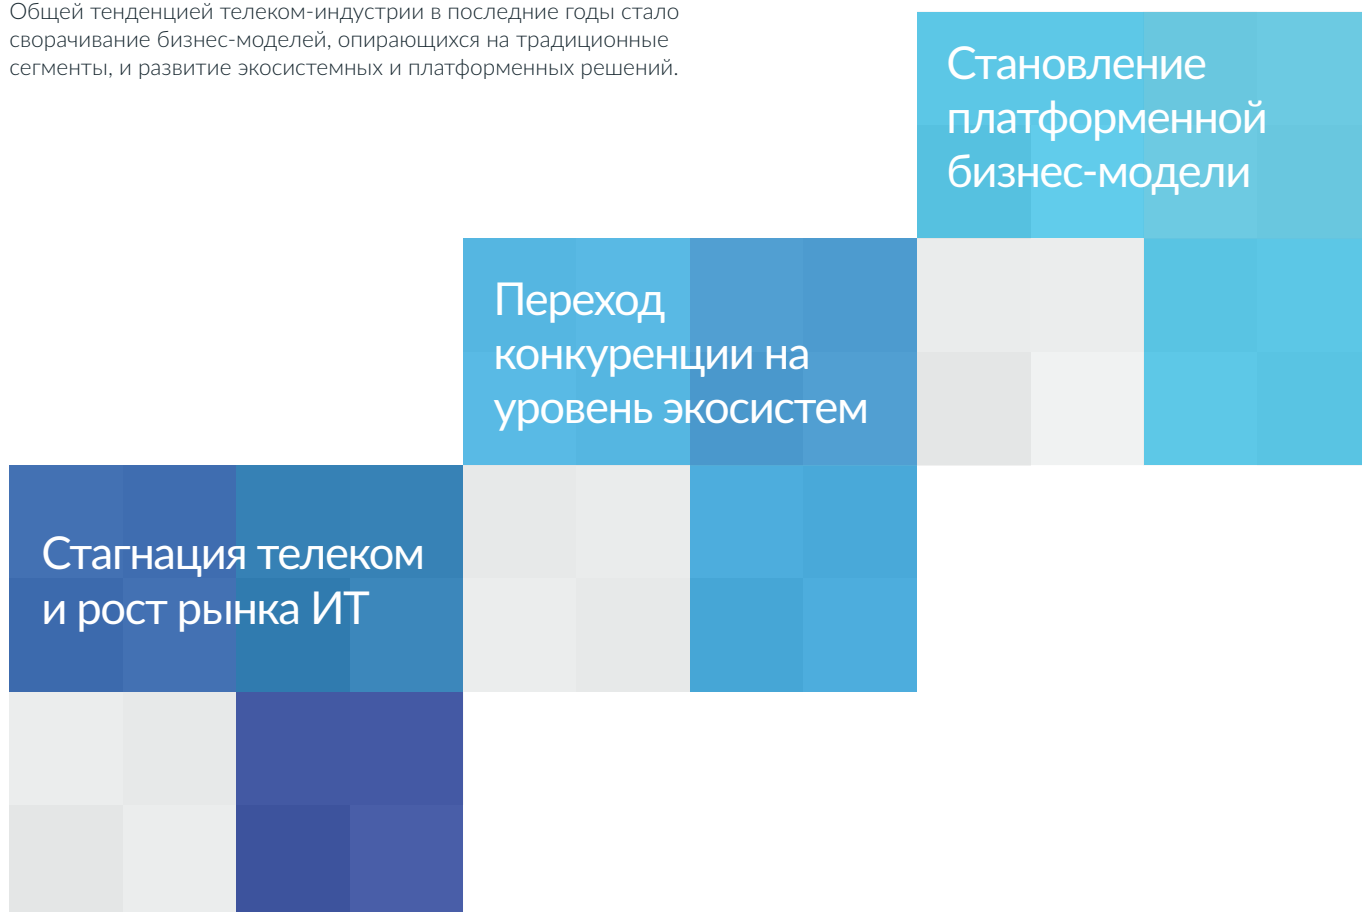 Общей тенденцией телеком-индустрии в последние годы стало
сворачивание бизнес-моделей, опирающихся на традиционные
сегменты, и развитие экосистемных и платформенных решений.
Становление
платформенной
бизнес-модели
Переход
конкуренции на
уровень экосистем
Стагнация телеком
и рост рынка ИТ